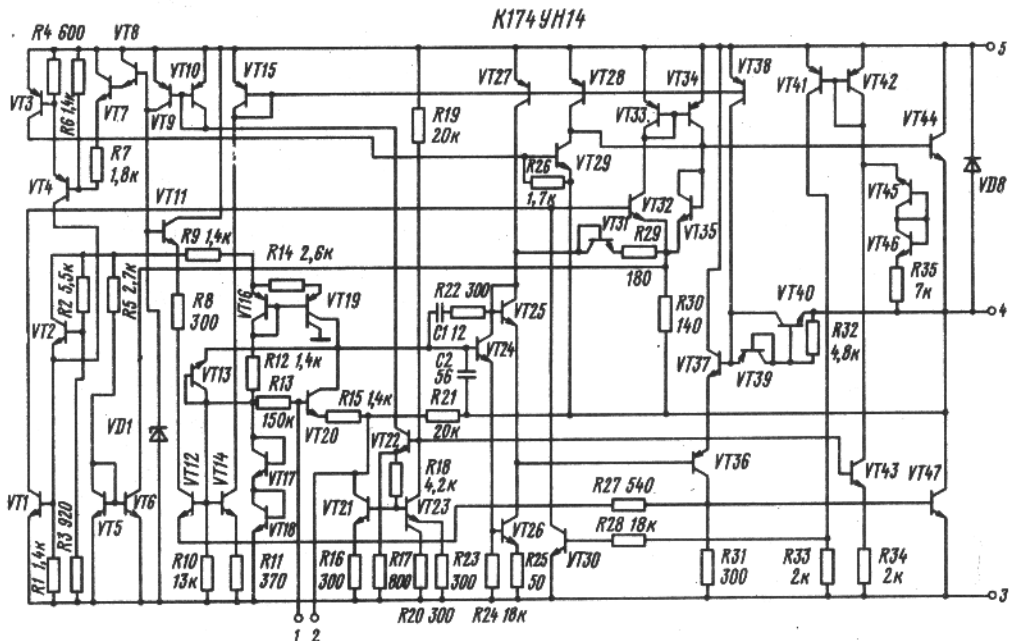 К174УН14
R4 600
VT8
VT10
VT15
VT27
VT28
VT34
VT38
VT41
VT42
5
VT3
R6 1,4к
VT7
VT9
R19
20к
VT33
VT44
R7
1,8к
VT4
VT29
R26
1,7к
VD8
VT11
VT45
R9 1,4к
VT31
VT32
R29
180
VT35
VT46
R14 2,6к
R2 5,5к
R5 2,7к
R8
300
VT16
VT19
R22 300
C1 12
VT25
R30
140
R35
7к
VT2
VT40
4
R32
4,8к
VT24
R12 1,4к
VT13
C2
56
VT37
VT39
R13
150к
R15 1,4к
R21
20к
VD1
VT20
VT22
VT36
R18
4,2к
VT43
VT47
VT1
R3 920
VT5
VT6
VT12
VT14
VT17
VT18
VT21
VT23
R27 540
VT26
R28 18к
R1 1,4к
R10
13к
R11
370
R16
300
R17
800
R23
300
R25
50
VT30
R31
300
R33
2к
R34
2к
3
R20 300
R24 18к
1
2